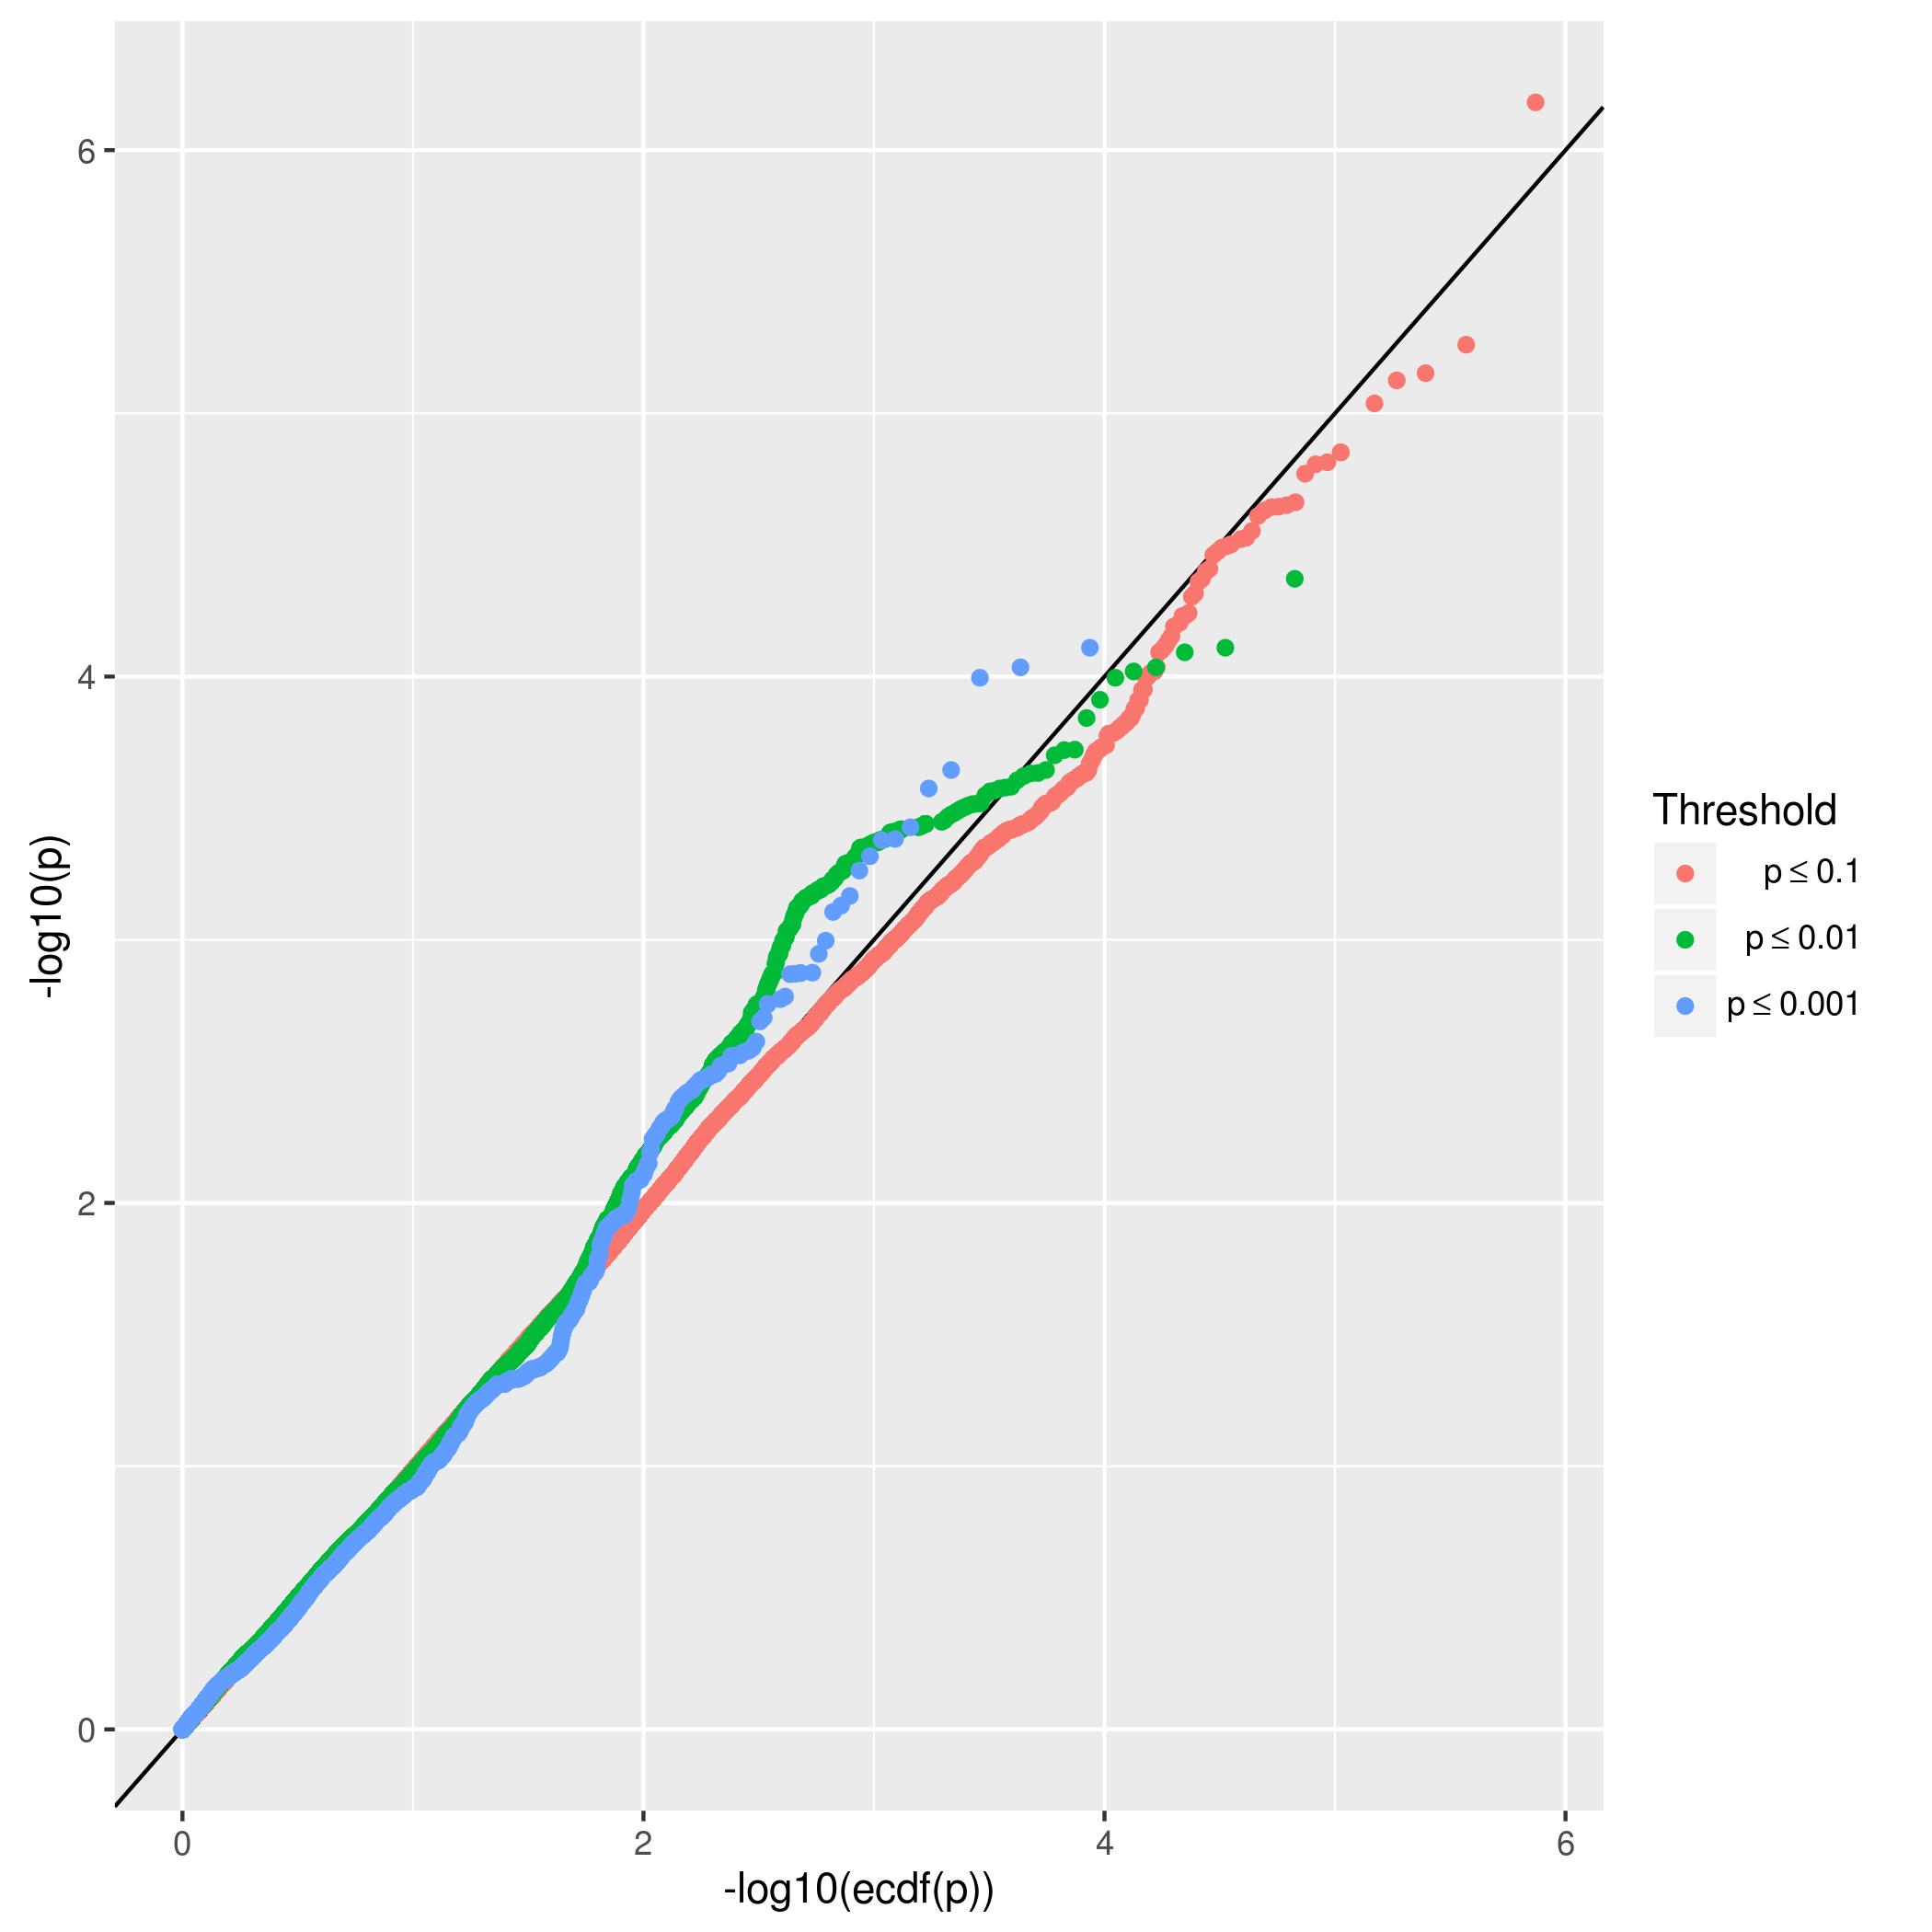 6
4
2
0
0
2
4
6
-log10(ecdf(p))
-log10(p)
Threshold
p ≤ 0.1
p ≤ 0.01
p ≤ 0.001